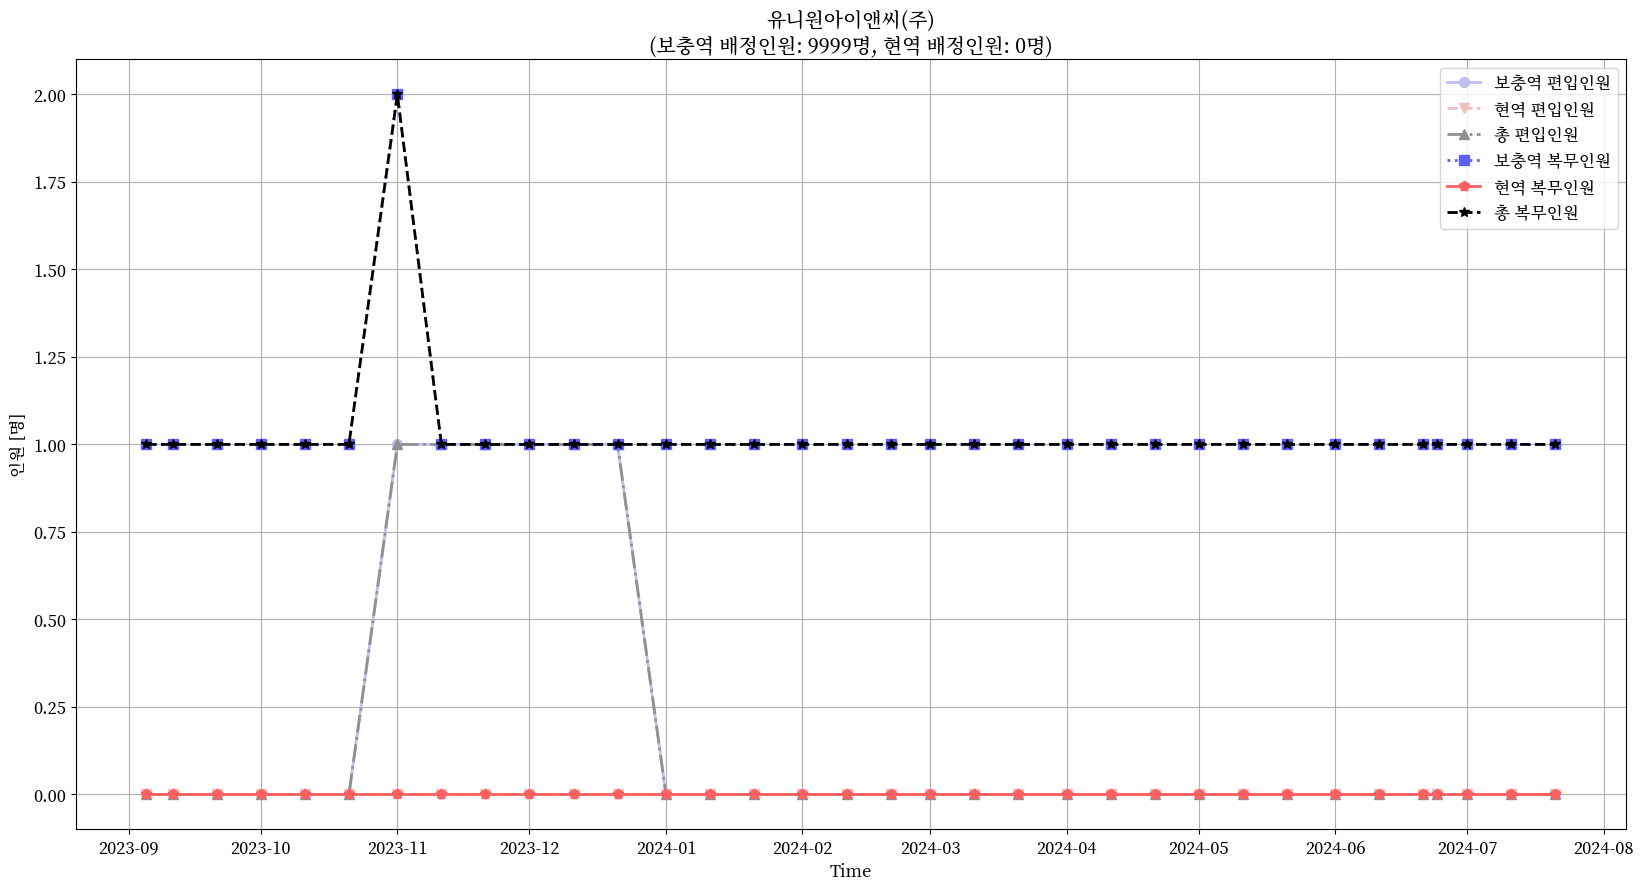 유니원아이앤씨(주)
(보충역 배정인원: 9999명, 현역 배정인원: 0명)
보충역 편입인원
현역 편입인원
총 편입인원
보충역 복무인원
현역 복무인원
총 복무인원
2.00
1.75
1.50
1.25
1.00
0.75
0.50
0.25
0.00
인원 [명]
2023-09 2023-10 2023-11 2023-12 2024-01 2024-02 2024-03 2024-04 2024-05 2024-06 2024-07 2024-08
Time